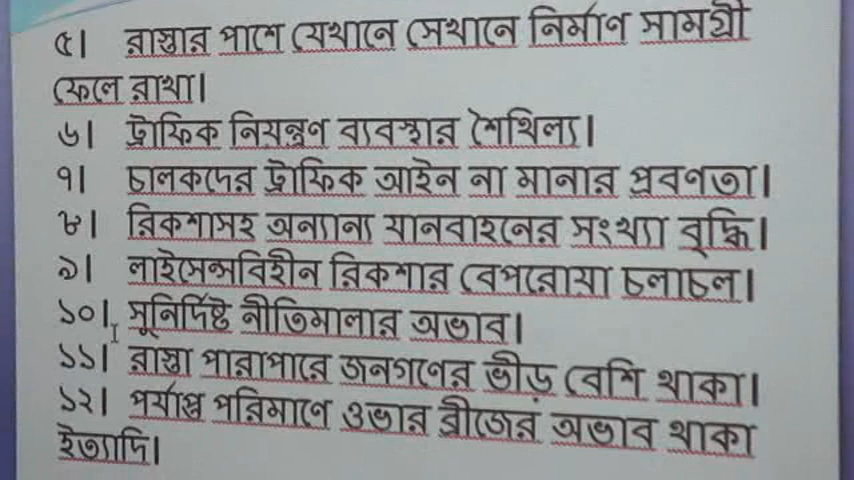 ৫। রাস্তার পাশে যেখানে সেখানে নির্মাণ সামগ্রী
ফেলে রাখা।
৬। ট্রাফিক নিয়ন্ত্রণ ব্যবস্থার শৈথিল্য।
৭। চালকদের ট্রাফিক আইন না মানার প্রবণতা।
৮। রিকশাসহ অন্যান্য যানবাহনের সংখ্যা বৃদ্ধি।
৯। লাইসেন্সবিহীন রিকশার বেপরোয়া চলাচল।
১০। সুনির্দিষ্ট নীতিমালার অভাব।
১১। রাস্তা পারাপারে জনগণের ভীড় বেশি থাকা।
১২। পর্যাপ্ত পরিমাণে ওভার ব্রীজের অভাব থাকা
ইত্যাদি।